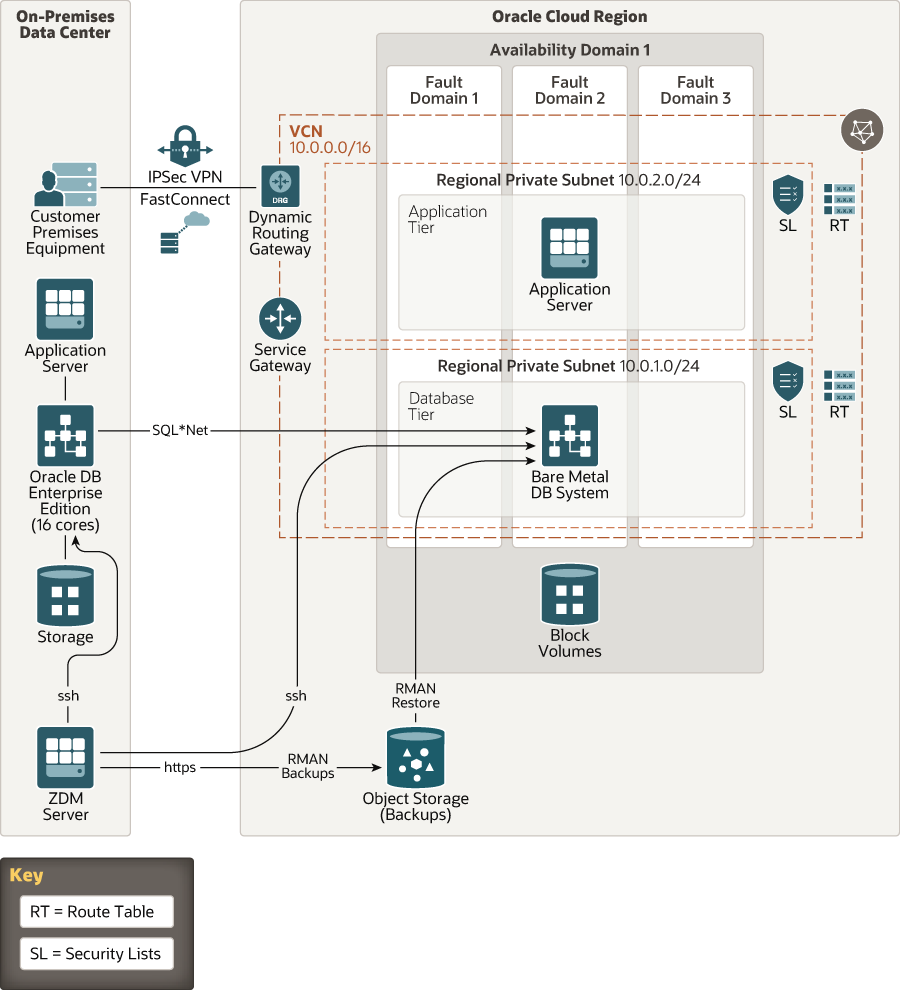 On-Premises
Data Center
Oracle Cloud Region
Availability Domain 1
Fault
Domain 1
Fault
Domain 2
Fault
Domain 3
VCN
10.0.0.0/16
IPSec VPN
FastConnect
DRG
Dynamic
Routing
Gateway
Customer
Premises
Equipment
Regional Private Subnet 10.0.2.0/24
Application
Tier
Application
Server
SL
RT
Application
Server
Service
Gateway
Regional Private Subnet 10.0.1.0/24
Database
Tier
Bare Metal
DB System
SL
RT
SQL*Net
Oracle DB
Enterprise
Edition
(16 cores)
Storage
Block
Volumes
ssh
ssh
RMAN
Restore
https
RMAN
Backups
ZDM
Server
Object Storage
(Backups)
Key
RT = Route Table
SL = Security Lists